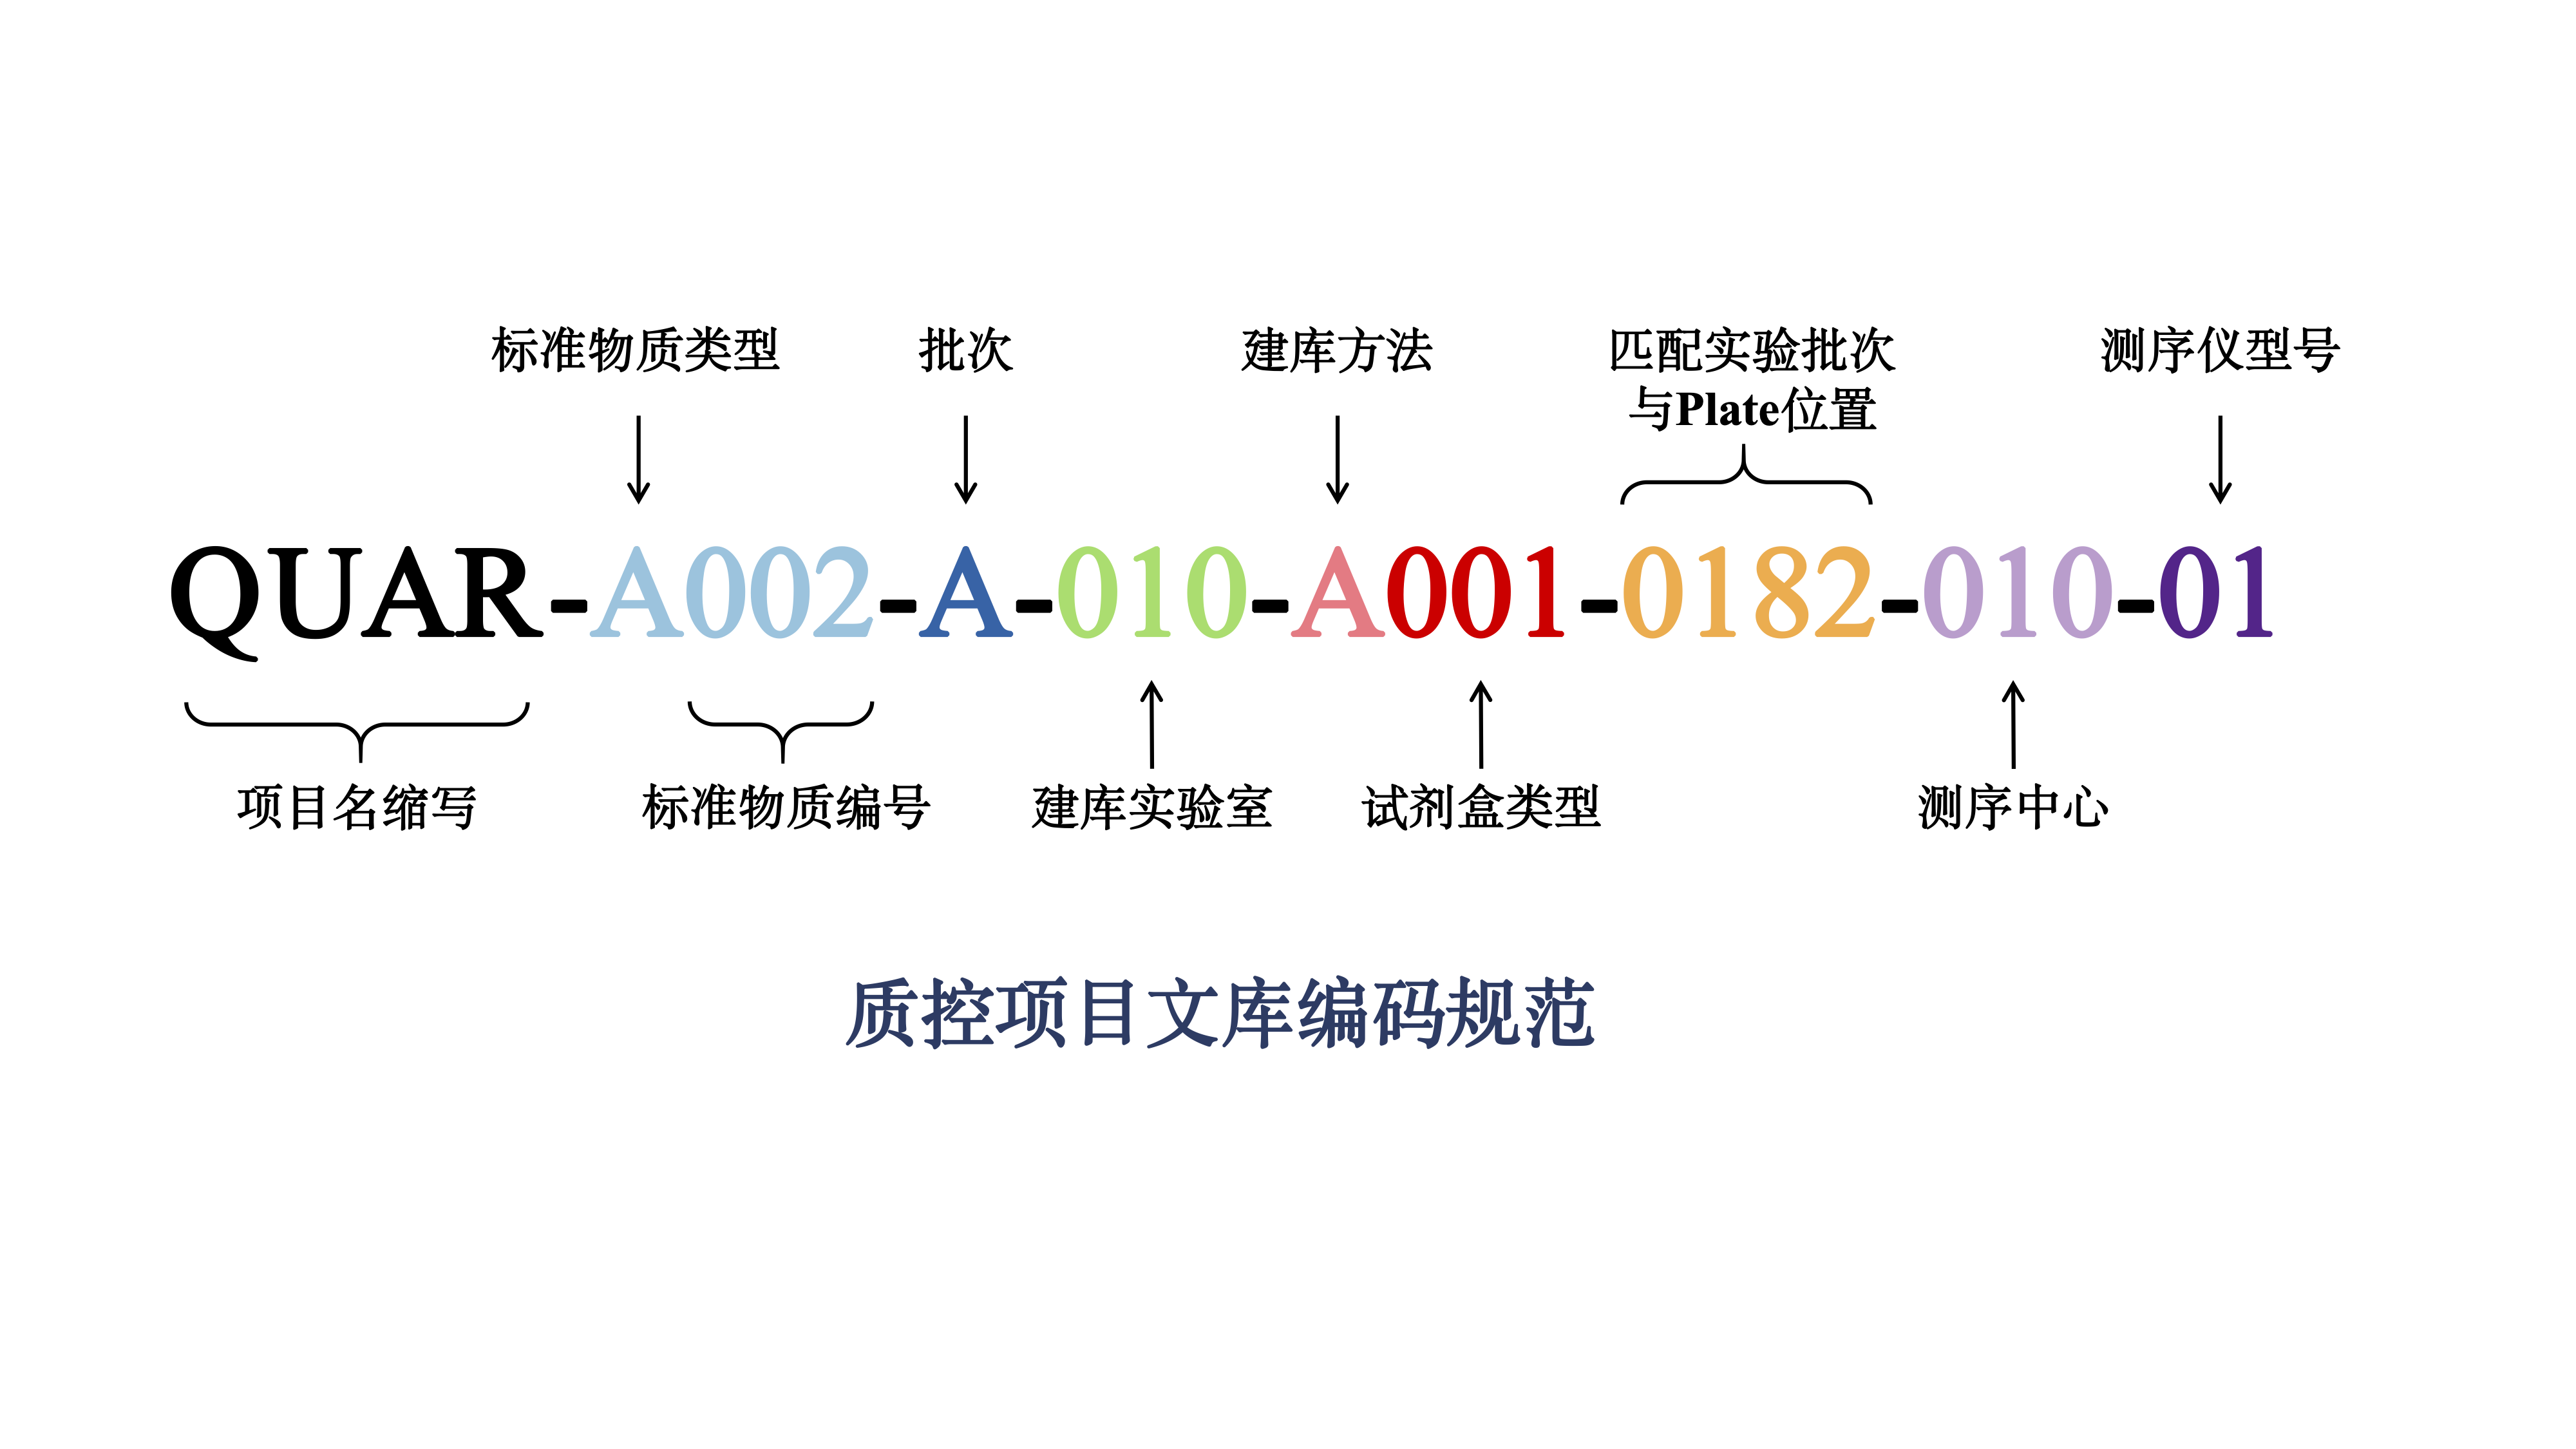 标准物质类型 批次 建库方法 匹配实验批次 测序仪型号
与Plate位置
QUAR-A002-A-010-A001-0182-010-01
项目名缩写 标准物质编号 建库实验室 试剂盒类型 测序中心
质控项目文库编码规范